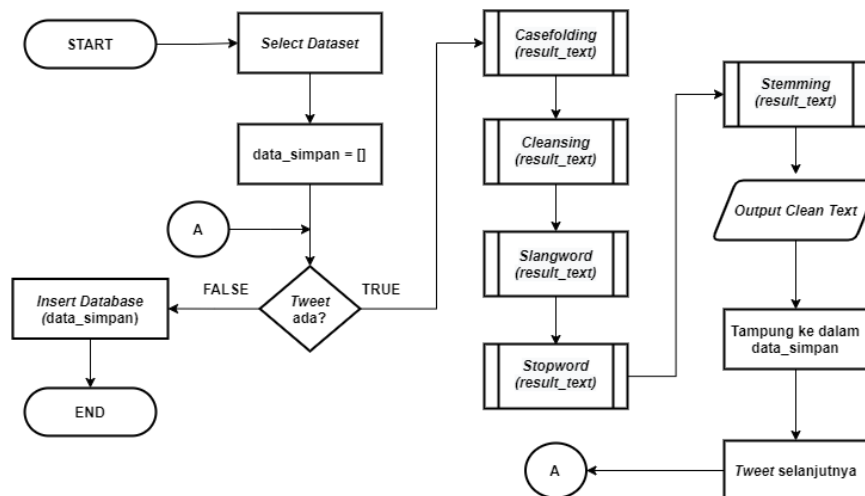 START
Select Dataset
data_simpan = []
A
Tweet
ada?
FALSE
TRUE
Insert Database
(data_simpan)
END
Casefolding
(result_text)
Cleansing
(result_text)
Slangword
(result_text)
Stopword
(result_text)
Stemming
(result_text)
Output Clean Text
Tampung ke dalam
data_simpan
Tweet selanjutnya
A